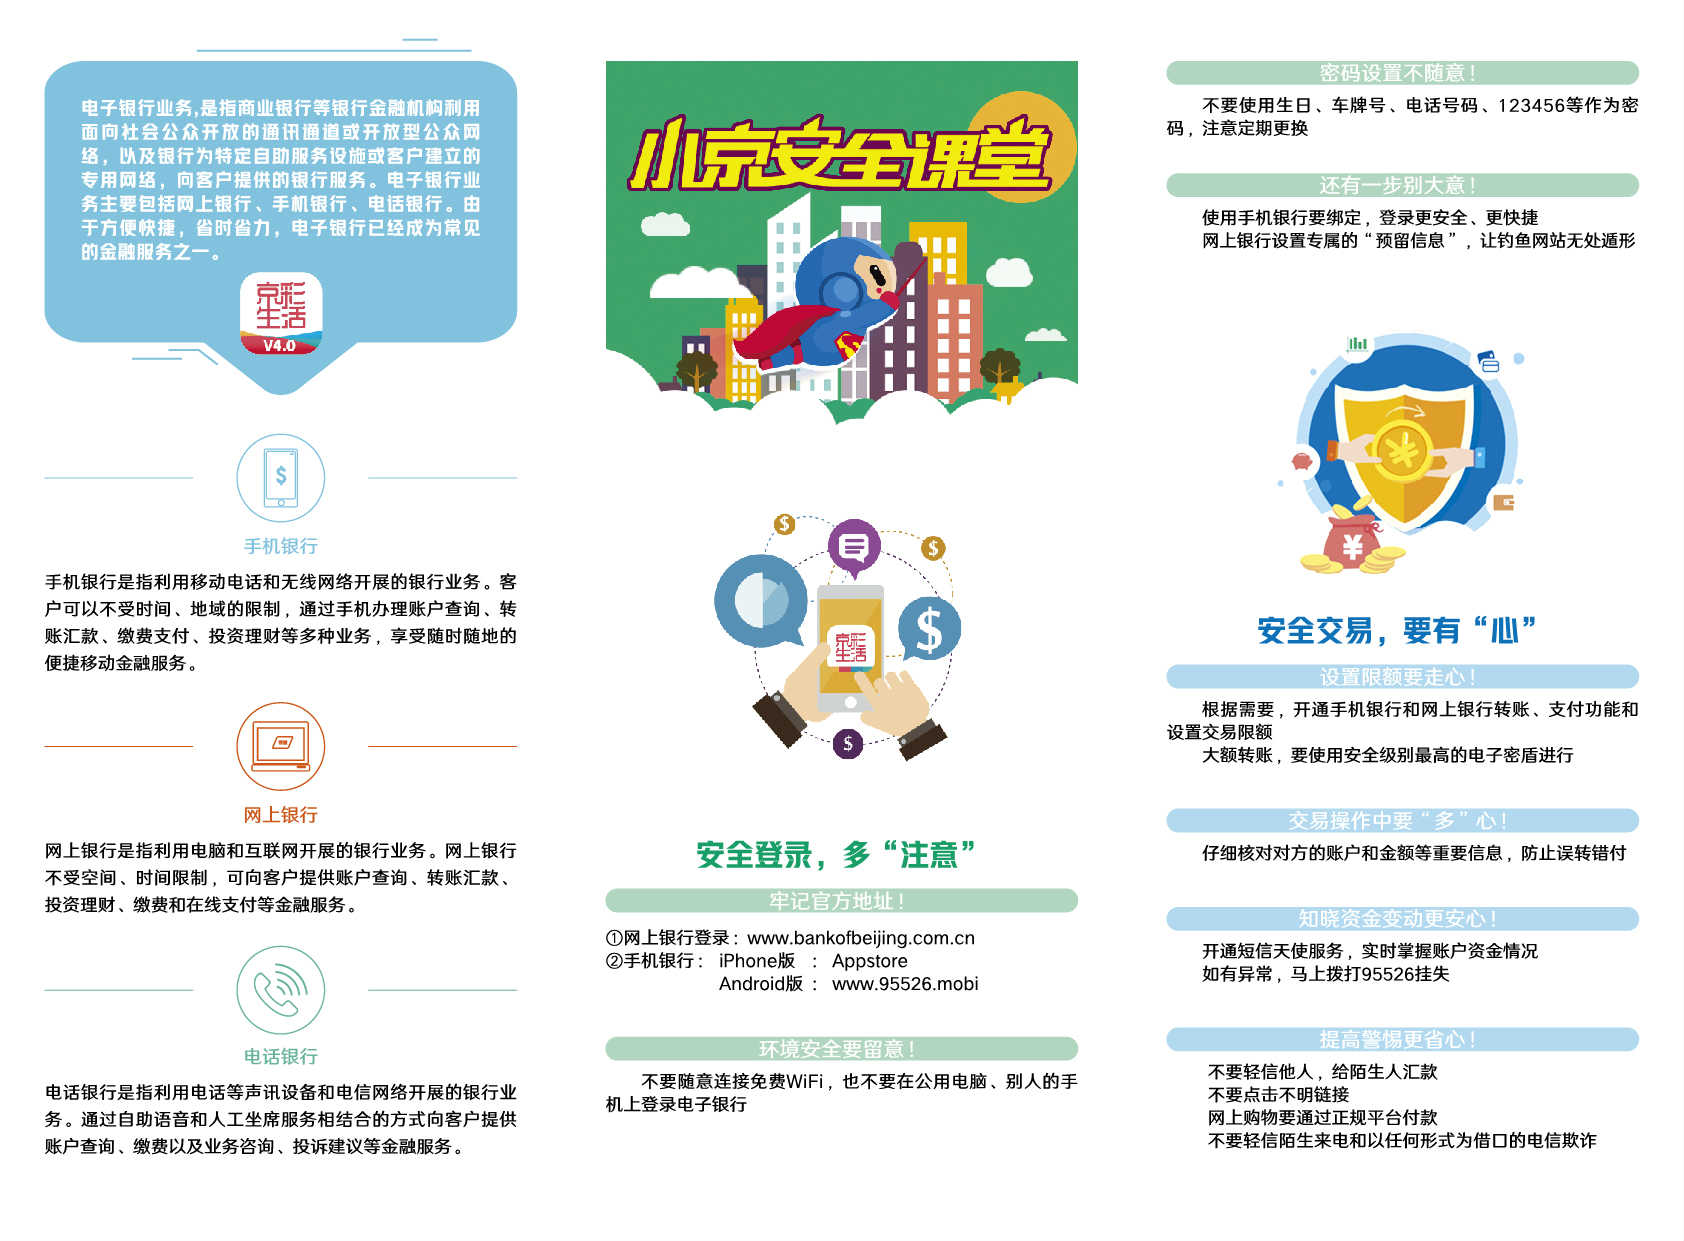 电子银行业务,是指商业银行等银行金融机构利用
面向社会公众开放的通讯通道或开放型公众网
络，以及银行为特定自助服务设施或客户建立的
专用网络，向客户提供的银行服务。电子银行业
务主要包括网上银行、手机银行、电话银行。由
于方便快捷，省时省力，电子银行已经成为常见
的金融服务之一。
京彩
生活
V4.0
手机银行
手机银行是指利用移动电话和无线网络开展的银行业务。客
户可以不受时间、地域的限制，通过手机办理账户查询、转
账汇款、缴费支付、投资理财等多种业务，享受随时随地的
便捷移动金融服务。
网上银行
网上银行是指利用电脑和互联网开展的银行业务。网上银行
不受空间、时间限制，可向客户提供账户查询、转账汇款、
投资理财、缴费和在线支付等金融服务。
电话银行
电话银行是指利用电话等声讯设备和电信网络开展的银行业
务。通过自助语音和人工坐席服务相结合的方式向客户提供
账户查询、缴费以及业务咨询、投诉建议等金融服务。
小京安全课堂
京彩
生活
安全登录，多“注意”
牢记官方地址！
①网上银行登录：www.bankofbeijing.com.cn
②手机银行： iPhone版 ： Appstore
Android版 ： www.95526.mobi
环境安全要留意！
不要随意连接免费WiFi，也不要在公用电脑、别人的手
机上登录电子银行
密码设置不随意！
不要使用生日、车牌号、电话号码、123456等作为密
码，注意定期更换
还有一步别大意！
使用手机银行要绑定，登录更安全、更快捷
网上银行设置专属的“预留信息”，让钓鱼网站无处遁形
安全交易，要有“心”
设置限额要走心！
根据需要，开通手机银行和网上银行转账、支付功能和
设置交易限额
大额转账，要使用安全级别最高的电子密盾进行
交易操作中要“多”心！
仔细核对对方的账户和金额等重要信息，防止误转错付
知晓资金变动更安心！
开通短信天使服务，实时掌握账户资金情况
如有异常，马上拨打95526挂失
提高警惕更省心！
不要轻信他人，给陌生人汇款
不要点击不明链接
网上购物要通过正规平台付款
不要轻信陌生来电和以任何形式为借口的电信欺诈